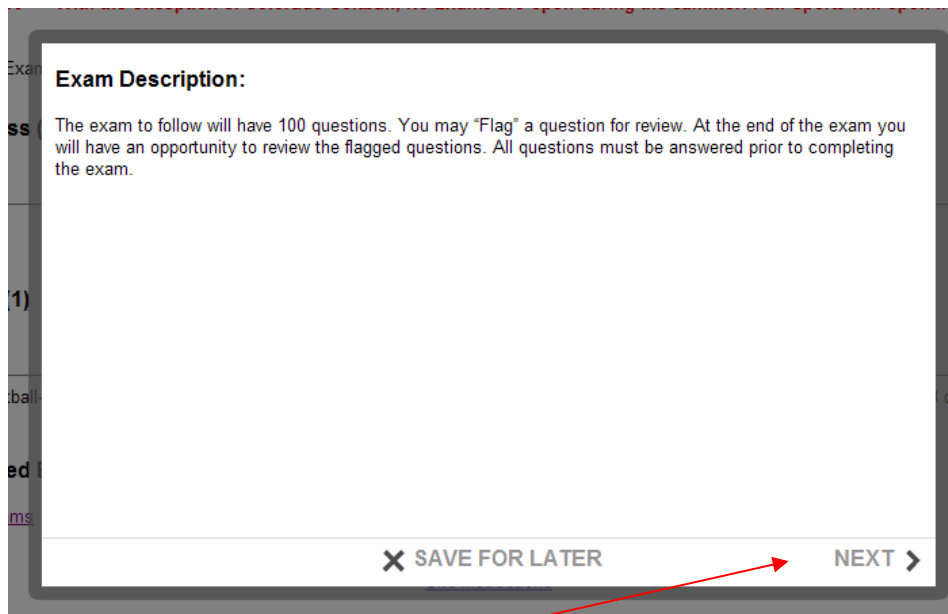 Exam Description:
The exam to follow will have 100 questions. You may “Flag” a question for review. At the end of the exam you
will have an opportunity to review the flagged questions. All questions must be answered prior to completing
the exam.
(1)
ms
SAVE FOR LATER
NEXT